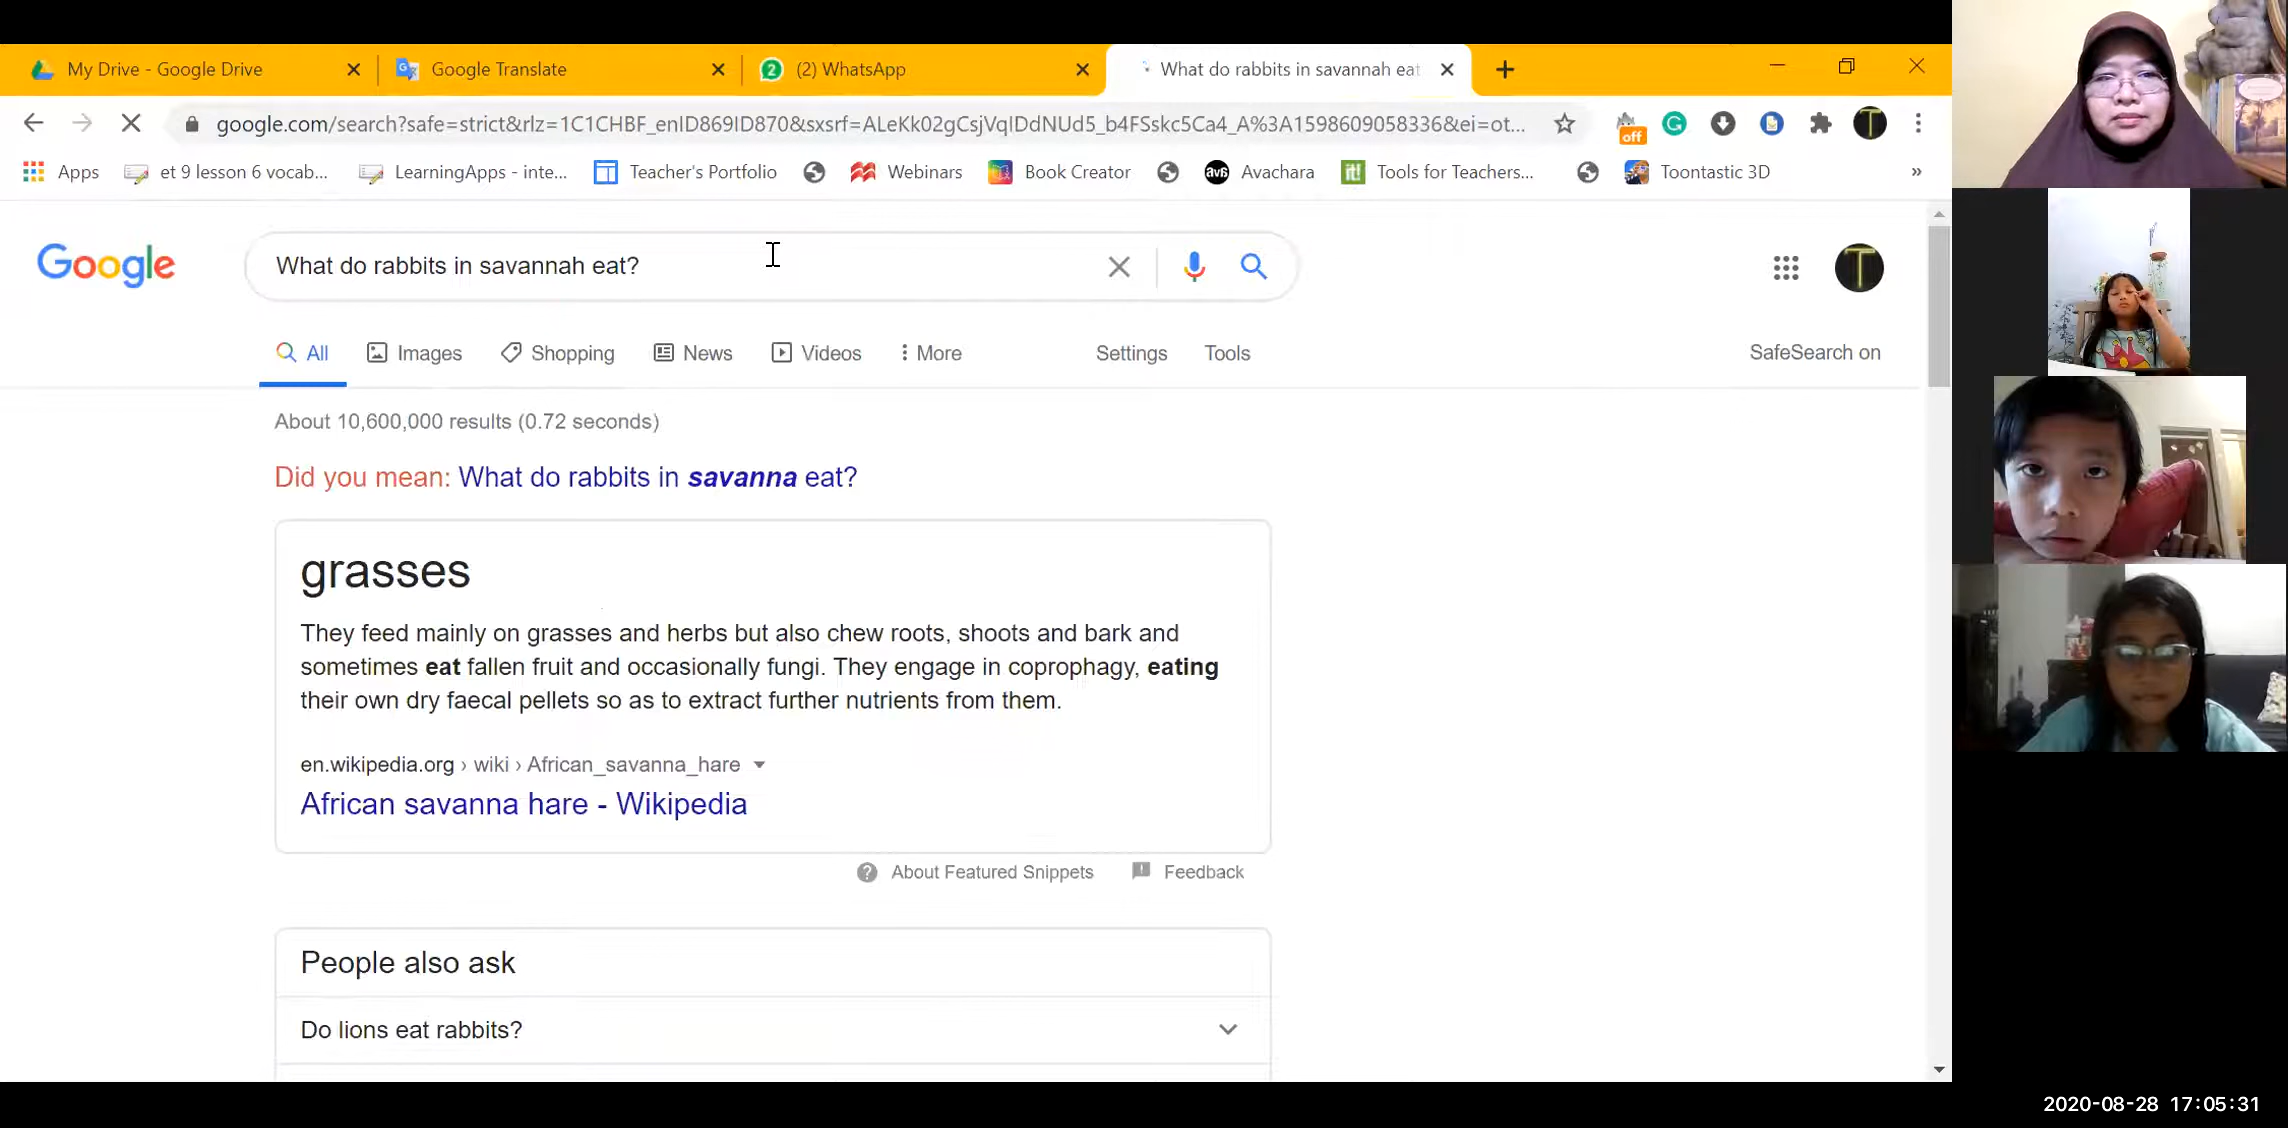 My Drive - Google Drive
Google Translate
2 (2) WhatsApp
What do rabbits in savannah eat
google.com/search?safe=strict&rlz=1C1CHBF_enID869ID870&sxsrf=ALeKk02gCsjVqIDdNUd5_b4FSskc5Ca4_A%3A1598609058336&ei=ot...
off
T
Apps
et 9 lesson 6 vocab...
LearningApps - inte...
Teacher's Portfolio
Webinars
Book Creator
ava Avachara
it! Tools for Teachers...
Toontastic 3D
»
Google
What do rabbits in savannah eat?
T
All
Images
Shopping
News
Videos
More
Settings
Tools
SafeSearch on
About 10,600,000 results (0.72 seconds)
Did you mean: What do rabbits in savanna eat?
grasses
They feed mainly on grasses and herbs but also chew roots, shoots and bark and
sometimes eat fallen fruit and occasionally fungi. They engage in coprophagy, eating
their own dry faecal pellets so as to extract further nutrients from them.
en.wikipedia.org › wiki › African_savanna_hare
African savanna hare - Wikipedia
About Featured Snippets
Feedback
People also ask
Do lions eat rabbits?
2020-08-28 17:05:31